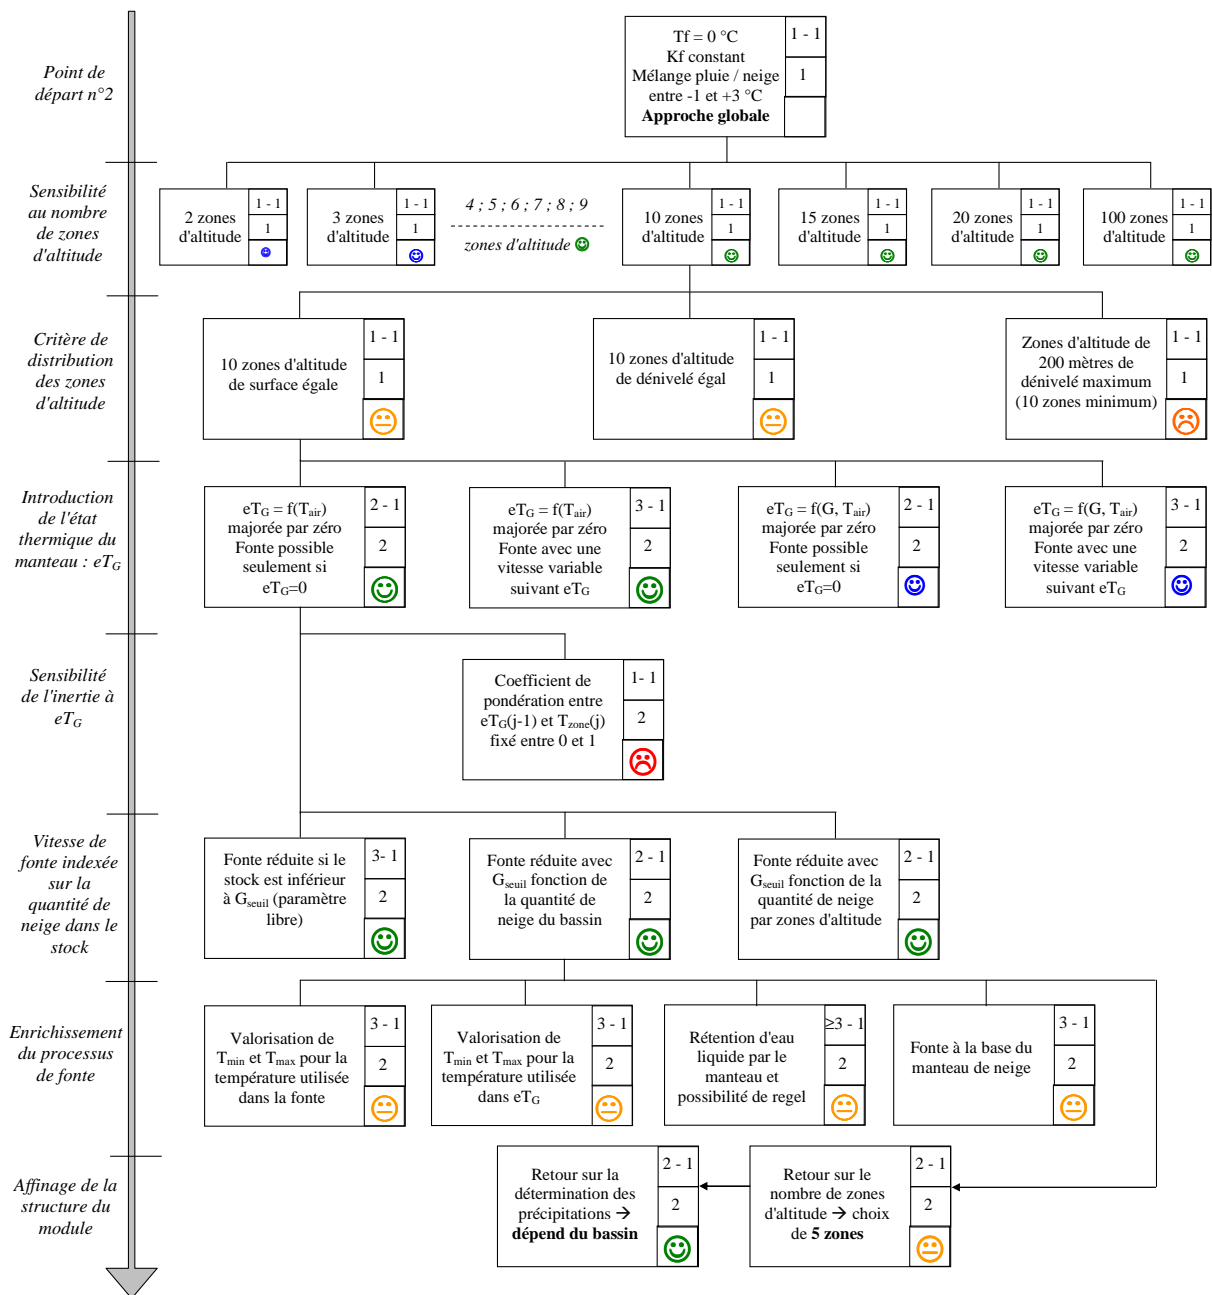 Point de
départ n°2
Tf = 0 °C
Kf constant
Mélange pluie / neige
entre -1 et +3 °C
Approche globale
1 - 1
1
Sensibilité
au nombre
de zones
d'altitude
2 zones
d'altitude
1 - 1
1
3 zones
d'altitude
1 - 1
1
4 ; 5 ; 6 ; 7 ; 8 ; 9
zones d'altitude
10 zones
d'altitude
1 - 1
1
15 zones
d'altitude
1 - 1
1
20 zones
d'altitude
1 - 1
1
100 zones
d'altitude
1 - 1
1
Critère de
distribution
des zones
d'altitude
10 zones d'altitude
de surface égale
1 - 1
1
10 zones d'altitude
de dénivelé égal
1 - 1
1
Zones d'altitude de
200 mètres de
dénivelé maximum
(10 zones minimum)
1 - 1
1
Introduction
de l'état
thermique du
manteau : eTG
eTG = f(Tair)
majorée par zéro
Fonte possible
seulement si
eTG=0
2 - 1
2
eTG = f(Tair)
majorée par zéro
Fonte avec une
vitesse variable
suivant eTG
3 - 1
2
eTG = f(G, Tair)
majorée par zéro
Fonte possible
seulement si
eTG=0
2 - 1
2
eTG = f(G, Tair)
majorée par zéro
Fonte avec une
vitesse variable
suivant eTG
3 - 1
2
Sensibilité
de l'inertie à
eTG
Coefficient de
pondération entre
eTG(j-1) et Tzone(j)
fixé entre 0 et 1
1- 1
2
Vitesse de
fonte indexée
sur la
quantité de
neige dans le
stock
Fonte réduite si le
stock est inférieur
à Gseuil (paramètre
libre)
3- 1
2
Fonte réduite avec
Gseuil fonction de
la quantité de
neige du bassin
2 - 1
2
Fonte réduite avec
Gseuil fonction de la
quantité de neige
par zones d'altitude
2 - 1
2
Enrichissement
du processus
de fonte
Valorisation de
Tmin et Tmax pour la
température utilisée
dans la fonte
3 - 1
2
Valorisation de
Tmin et Tmax pour la
température utilisée
dans eTG
3 - 1
2
Rétention d'eau
liquide par le
manteau et
possibilité de regel
≥3 - 1
2
Fonte à la base du
manteau de neige
3 - 1
2
Affinage de la
structure du
module
Retour sur la
détermination des
précipitations →
dépend du bassin
2 - 1
2
Retour sur le
nombre de zones
d'altitude → choix
de 5 zones
2 - 1
2